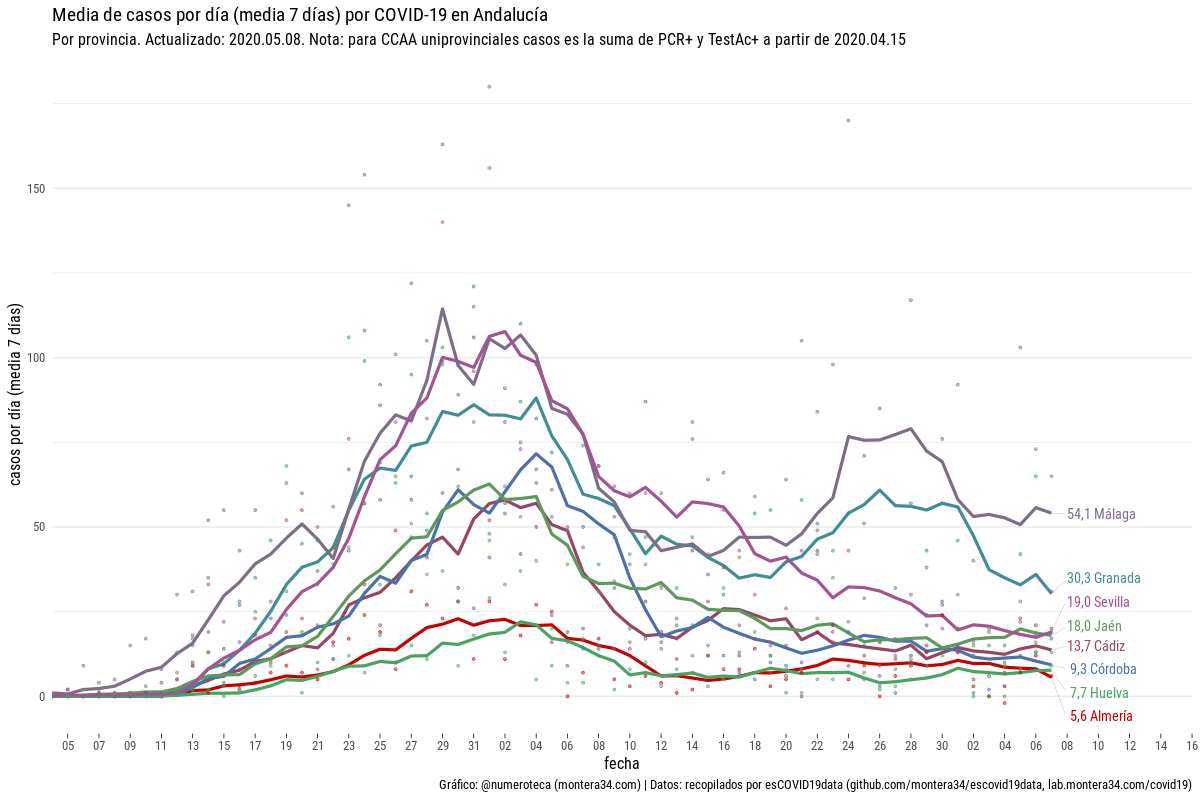 Media de casos por día (media 7 días) por COVID-19 en Andalucía
Por provincia. Actualizado: 2020.05.08. Nota: para CCAA uniprovinciales casos es la suma de PCR+ y TestAc+ a partir de 2020.04.15
casos por día (media 7 días)
150
100
50
0
54,1 Málaga
30,3 Granada
19,0 Sevilla
18,0 Jaén
13,7 Cádiz
9,3 Córdoba
7,7 Huelva
5,6 Almería
05 07 09 11 13 15 17 19 21 23 25 27 29 31 02 04 06 08 10 12 14 16 18 20 22 24 26 28 30 02 04 06 08 10 12 14 16
fecha
Gráfico: @numeroteca (montera34.com) | Datos: recopilados por esCOVID19data (github.com/montera34/escovid19data, lab.montera34.com/covid19)